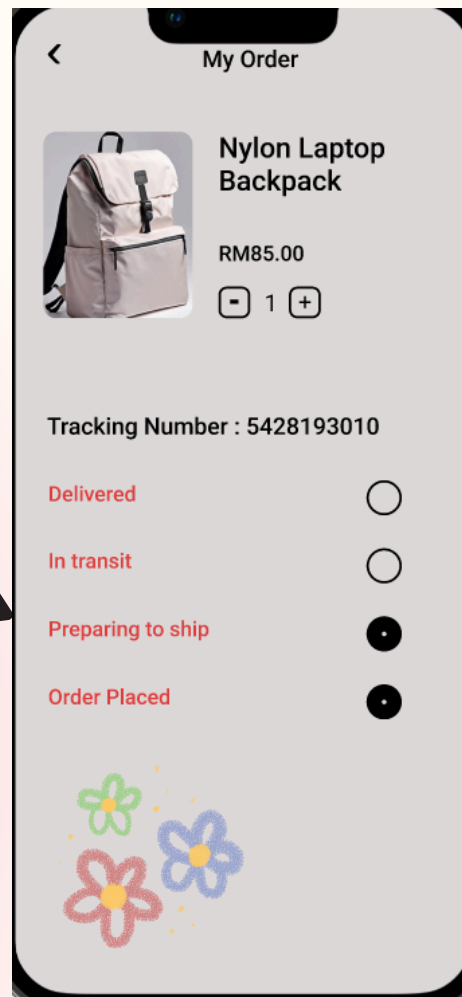 My Order
Nylon Laptop
Backpack
RM85.00
- 1 +
Tracking Number : 5428193010
Delivered
In transit
Preparing to ship
Order Placed